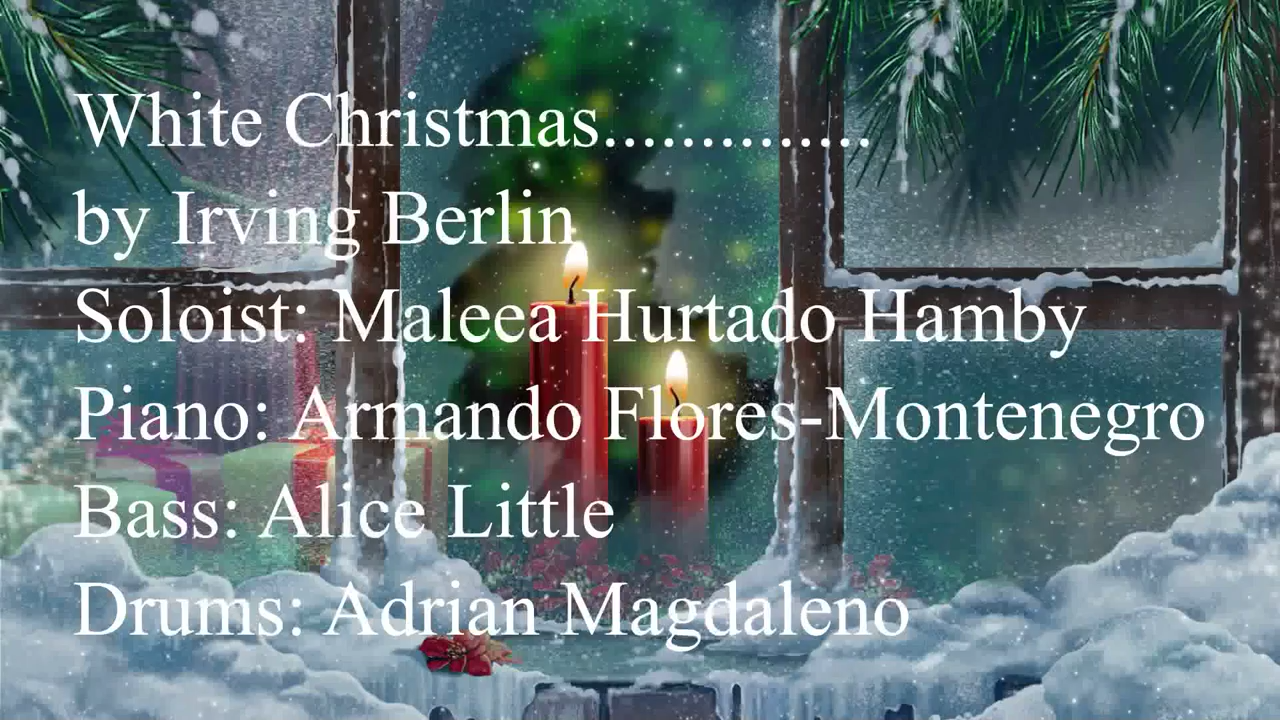 White Christmas..............
by Irving Berlin
Soloist: Maleea Hurtado Hamby
Piano: Armando Flores-Montenegro
Bass: Alice Little
Drums: Adrian Magdaleno